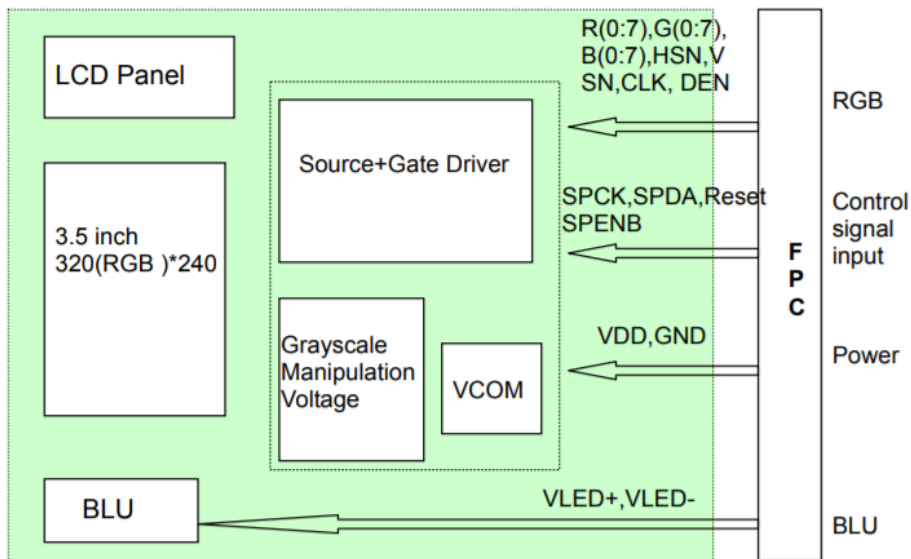 LCD Panel
3.5 inch
320(RGB )*240
BLU
Source+Gate Driver
Grayscale
Manipulation
Voltage
VCOM
R(0:7),G(0:7),
B(0:7),HSN,V
SN,CLK, DEN
SPCK,SPDA,Reset
SPENB
VDD,GND
VLED+,VLED-
F
P
C
RGB
Control
signal
input
Power
BLU